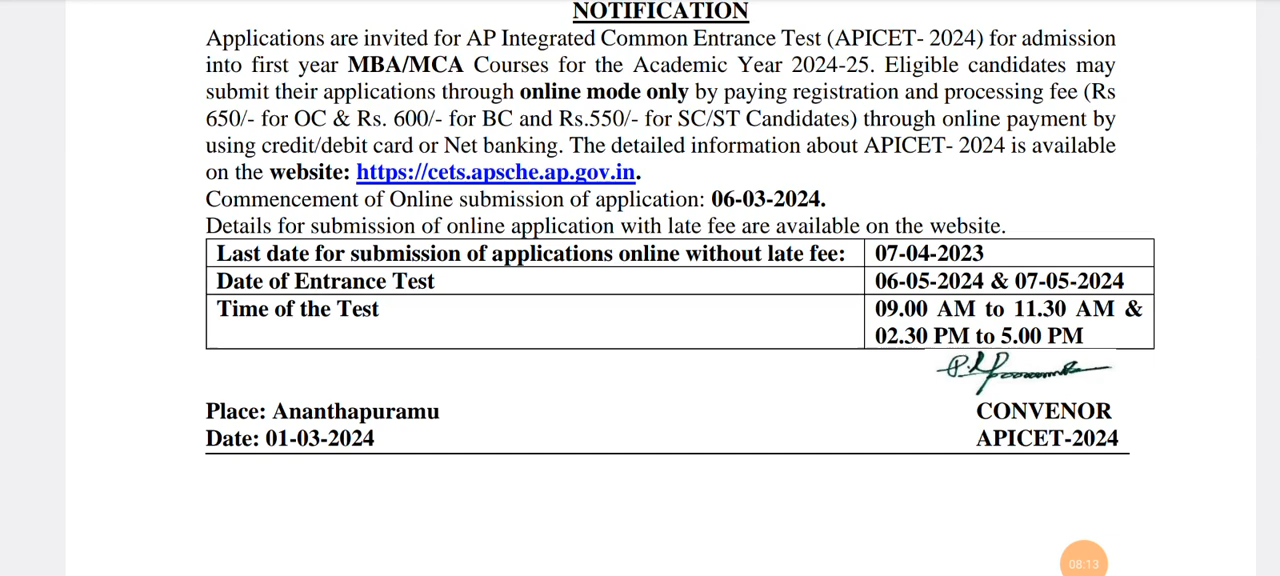 NOTIFICATION
Applications are invited for AP Integrated Common Entrance Test (APICET- 2024) for admission
into first year MBA/MCA Courses for the Academic Year 2024-25. Eligible candidates may
submit their applications through online mode only by paying registration and processing fee (Rs
650/- for OC & Rs. 600/- for BC and Rs.550/- for SC/ST Candidates) through online payment by
using credit/debit card or Net banking. The detailed information about APICET- 2024 is available
on the website: https://cets.apsche.ap.gov.in.
Commencement of Online submission of application: 06-03-2024.
Details for submission of online application with late fee are available on the website.
Last date for submission of applications online without late fee: 07-04-2023
Date of Entrance Test 06-05-2024 & 07-05-2024
Time of the Test 09.00 AM to 11.30 AM &
02.30 PM to 5.00 PM
Place: Ananthapuramu CONVENOR
Date: 01-03-2024 APICET-2024
08:13